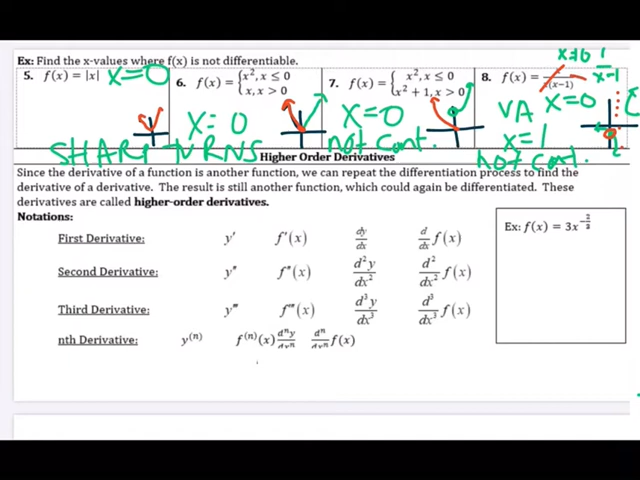 Ex: Find the x-values where f(x) is not differentiable.
5. f(x) = |x| x=0
6. f(x) = {x², x ≤ 0
x, x > 0
x = 0
SHARP TURNS
7. f(x) = { x², x ≤ 0
x² + 1, x > 0
x = 0
not cont.
8. f(x) =
(x−1)
x≠0 1
x−1
VA x=0
x=1
not cont.
Higher Order Derivatives
Since the derivative of a function is another function, we can repeat the differentiation process to find the
derivative of a derivative. The result is still another function, which could again be differentiated. These
derivatives are called higher-order derivatives.
Notations:
First Derivative: y′ f′(x) dy/dx d/dx f(x)
Second Derivative: y″ f″(x) d²y/dx² d²/dx² f(x)
Third Derivative: y‴ f‴(x) d³y/dx³ d³/dx³ f(x)
nth Derivative: y⁽ⁿ⁾ f⁽ⁿ⁾(x) dⁿy/dxⁿ dⁿ/dxⁿ f(x)
Ex: f(x) = 3x